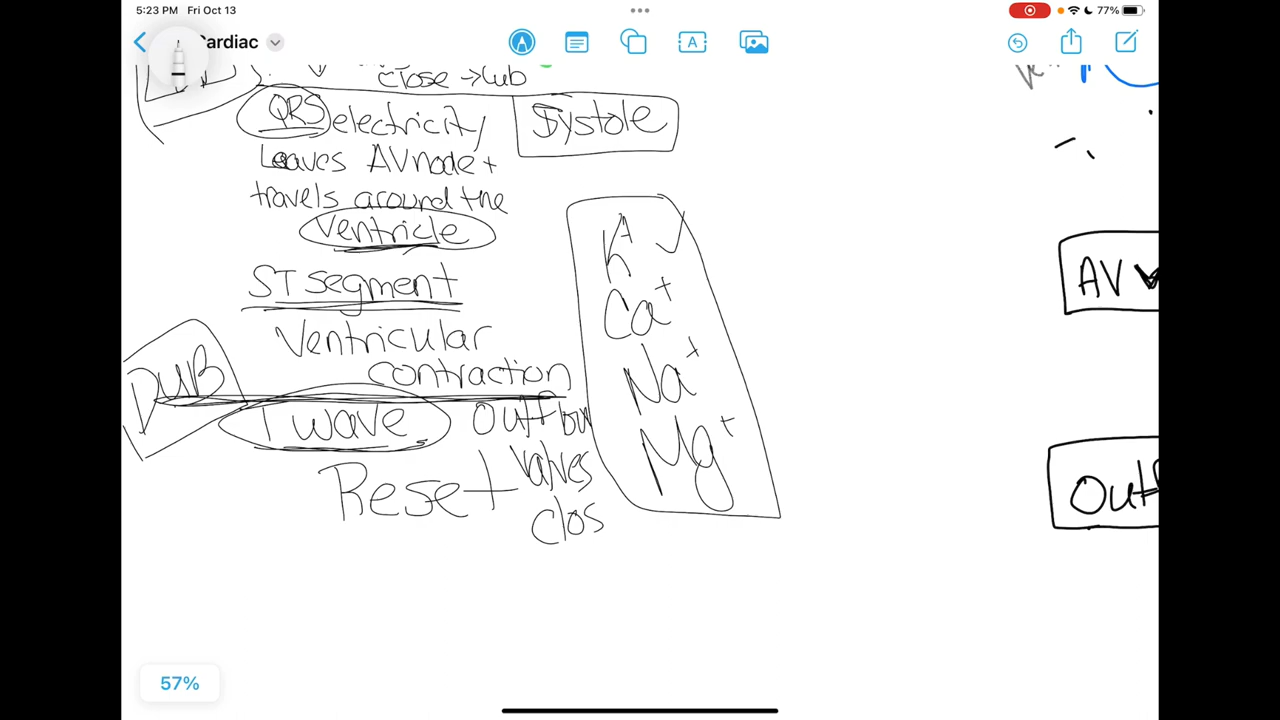 5:23 PM Fri Oct 13
77%
Cardiac
A
close → Lub
QRS electricity
Systole
Leaves AV node +
travels around the
ventricle
ST segment
Ventricular
contraction
DUB
T wave outflow
valves
Reset
clos
K
Ca+
Na+
Mg+
AV
Outf
57%